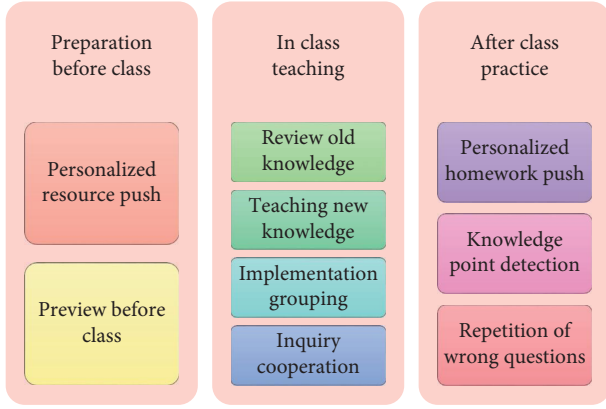 Preparation
before class
Personalized
resource push
Preview before
class
In class
teaching
Review old
knowledge
Teaching new
knowledge
Implementation
grouping
Inquiry
cooperation
After class
practice
Personalized
homework push
Knowledge
point detection
Repetition of
wrong questions